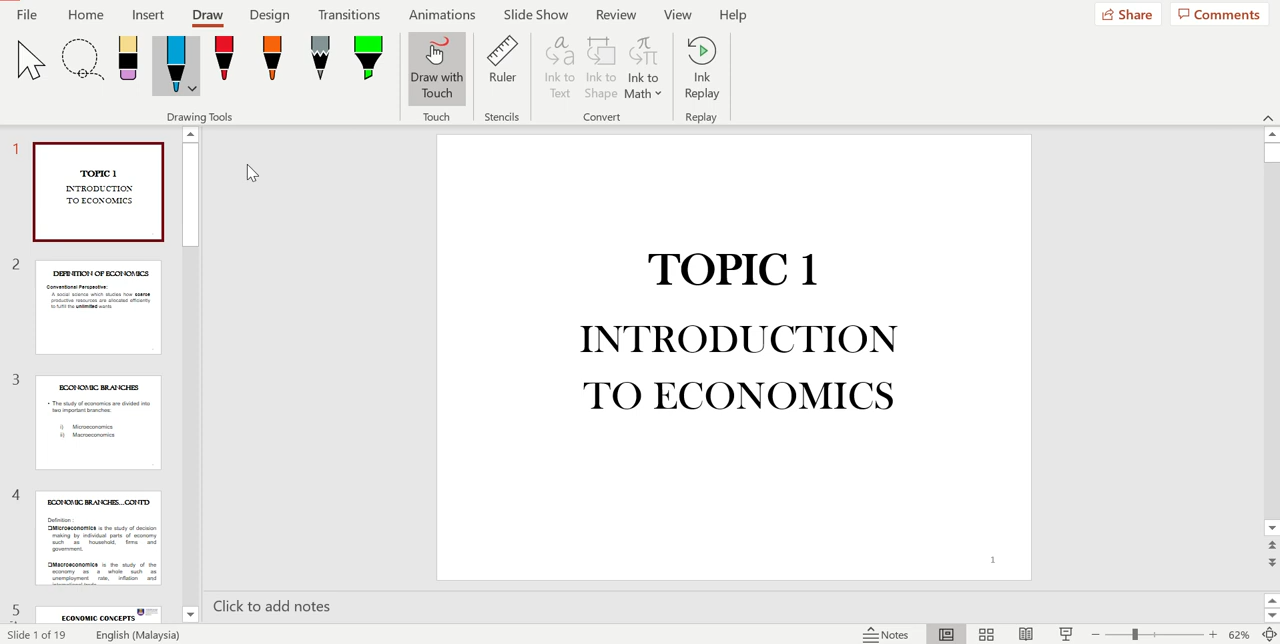 File Home Insert Draw Design Transitions Animations Slide Show Review View Help Share Comments
Draw with Touch
Ruler
Ink to Text
Ink to Shape
Ink to Math
Ink Replay
Drawing Tools Touch Stencils Convert Replay
1
TOPIC 1
INTRODUCTION
TO ECONOMICS
2
DEFINITION OF ECONOMICS
Conventional Perspective:
A social science which studies how scarce
productive resources are allocated efficiently
to fulfil the unlimited wants
3
ECONOMIC BRANCHES
• The study of economics are divided into
two important branches:
i) Microeconomics
ii) Macroeconomics
4
ECONOMIC BRANCHES...CONT'D
Definition :
❑Microeconomics is the study of decision
making by individual parts of economy
such as household, firms and
government.
❑Macroeconomics is the study of the
economy as a whole such as
unemployment rate, inflation and
international trade
5
ECONOMIC CONCEPTS
TOPIC 1
INTRODUCTION
TO ECONOMICS
1
Click to add notes
Slide 1 of 19 English (Malaysia) Notes 62%